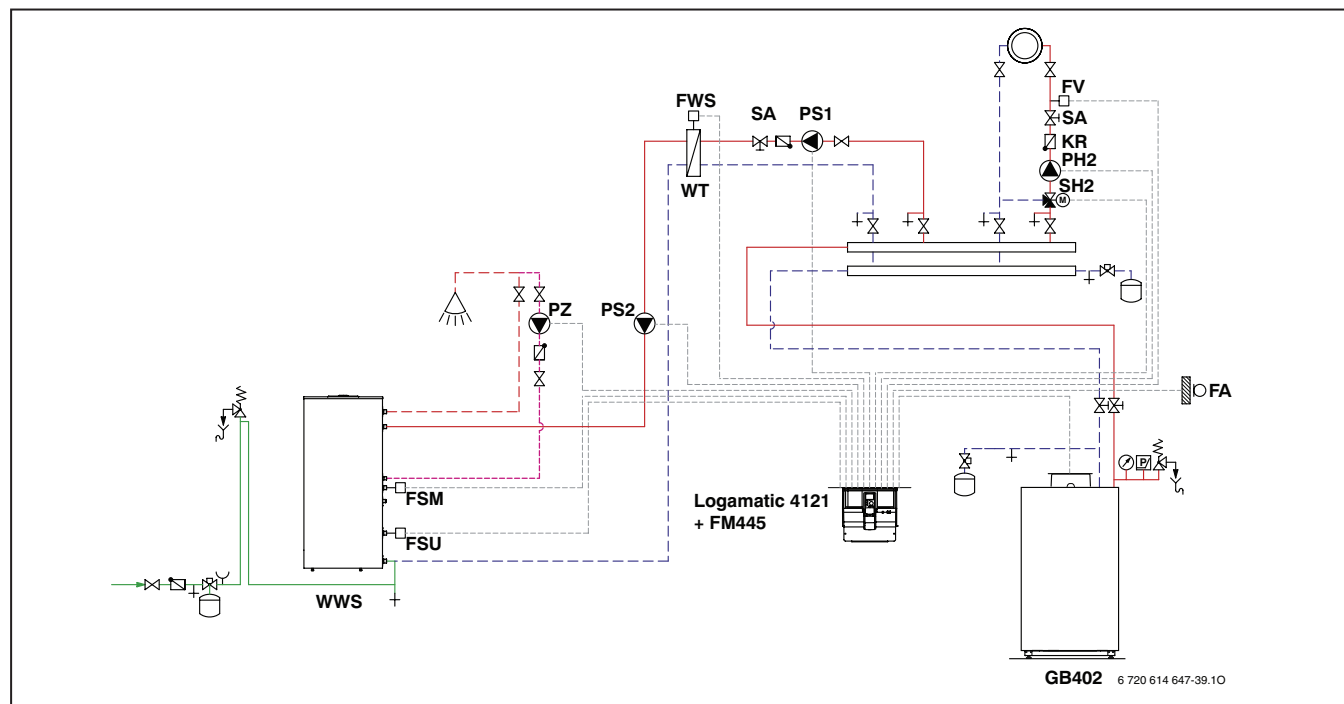 FV
FWS
SA
PS1
SA
KR
PH2
WT
SH2
M
PZ
PS2
FA
P/
FSM
Logamatic 4121
+ FM445
FSU
WWS
GB402
6 720 614 647-39.1O